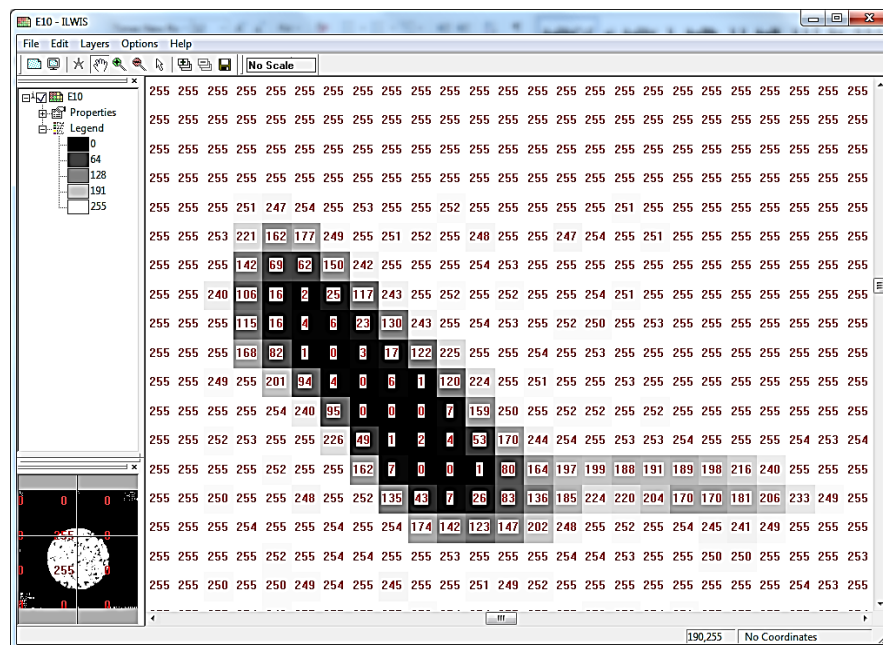 E10 - ILWIS
File Edit Layers Options Help
No Scale
E10
Properties
Legend
0
64
128
191
255
255 255 255 255 255 255 255 255 255 255 255 255 255 255 255 255 255 255 255 255 255 255 255 255 255
255 255 255 255 255 255 255 255 255 255 255 255 255 255 255 255 255 255 255 255 255 255 255 255 255
255 255 255 255 255 255 255 255 255 255 255 255 255 255 255 255 255 255 255 255 255 255 255 255 255
255 255 255 255 255 255 255 255 255 255 255 255 255 255 255 255 255 255 255 255 255 255 255 255 255
255 255 255 251 247 254 255 253 255 255 252 255 255 255 255 255 251 255 255 255 255 255 255 255 255
255 255 253 221 162 177 249 255 251 252 255 248 255 255 247 254 255 251 255 255 255 255 255 255 255
255 255 255 142 69 62 150 242 255 255 255 254 253 255 255 255 255 255 255 255 255 255 255 255 255
255 255 240 106 16 2 25 117 243 255 252 255 252 255 255 254 251 255 255 255 255 255 255 255 255
255 255 255 115 16 4 6 23 130 243 255 254 253 255 252 250 255 253 255 255 255 255 255 255 255
255 255 255 168 82 1 0 3 17 122 225 255 255 254 255 253 255 255 255 255 255 255 255 255 255
255 255 249 255 201 94 4 0 6 1 120 224 255 251 255 255 253 255 255 255 255 255 255 255 255
255 255 255 255 254 240 95 0 0 0 7 159 250 255 252 252 255 252 255 255 255 255 255 255 255
255 255 252 253 255 255 226 49 1 2 4 53 170 244 254 255 253 253 254 255 255 255 254 253 254
255 255 255 255 252 255 255 162 7 0 0 1 80 164 197 199 188 191 189 198 216 240 255 255 255
255 255 250 255 255 248 255 252 135 43 7 26 83 136 185 224 220 204 170 170 181 206 233 249 255
255 255 255 254 255 255 254 255 254 174 142 123 147 202 248 255 252 255 254 245 241 249 255 255 255
255 255 255 255 252 255 254 254 255 255 253 255 255 255 255 254 254 253 255 250 250 255 255 255 253
255 255 250 255 250 249 254 255 245 255 255 251 249 252 255 255 255 255 255 255 255 255 254 253 255
0 0 0
255
0 0
255
0 0 0
190,255 No Coordinates